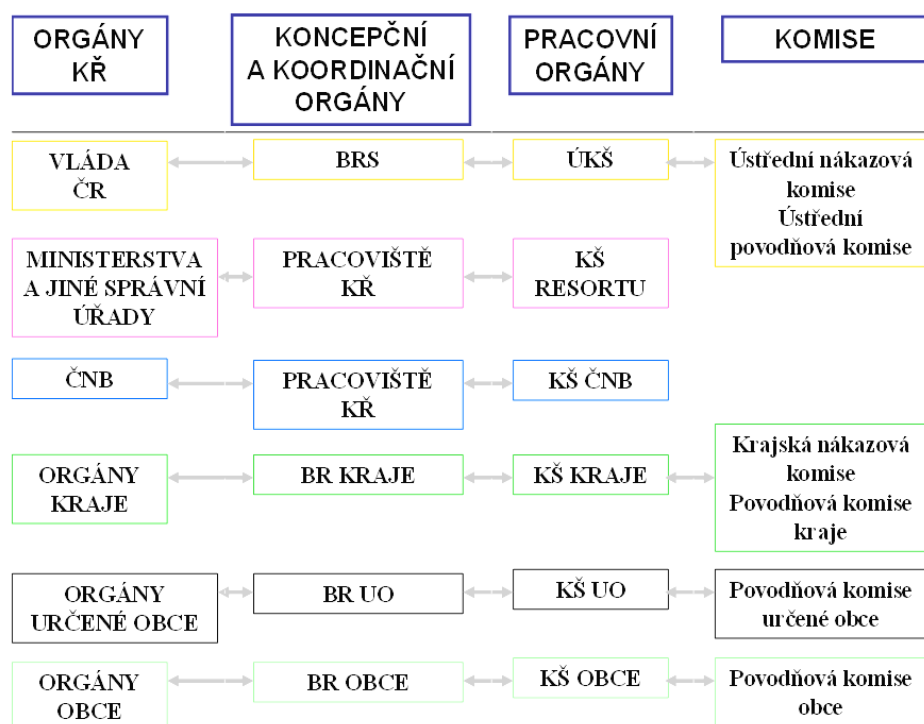 ORGÁNY
KŘ
KONCEPČNÍ
A KOORDINAČNÍ
ORGÁNY
PRACOVNÍ
ORGÁNY
KOMISE
VLÁDA
ČR
BRS
ÚKŠ
Ústřední nákazová
komise
Ústřední
povodňová komise
MINISTERSTVA
A JINÉ SPRÁVNÍ
ÚŘADY
PRACOVIŠTĚ
KŘ
KŠ
RESORTU
ČNB
PRACOVIŠTĚ
KŘ
KŠ ČNB
ORGÁNY
KRAJE
BR KRAJE
KŠ KRAJE
Krajská nákazová
komise
Povodňová komise
kraje
ORGÁNY
URČENÉ OBCE
BR UO
KŠ UO
Povodňová komise
určené obce
ORGÁNY
OBCE
BR OBCE
KŠ OBCE
Povodňová komise
obce